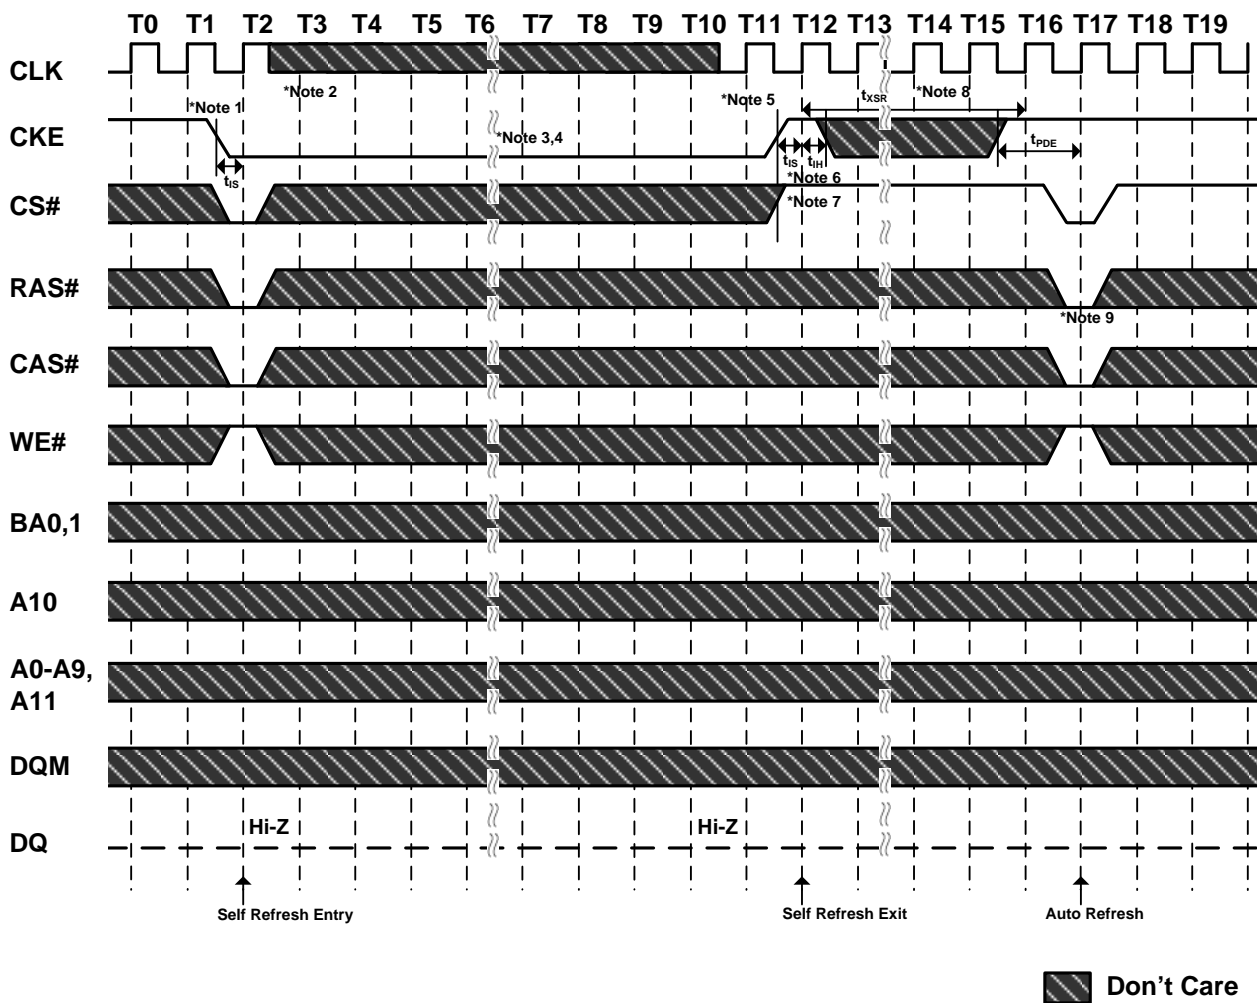 T0 T1 T2 T3 T4 T5 T6 T7 T8 T9 T10 T11 T12 T13 T14 T15 T16 T17 T18 T19
CLK
*Note 2
*Note 1
*Note 5
tXSR
*Note 8
CKE
*Note 3,4
tIS
tIS
tIH
tPDE
*Note 6
CS#
*Note 7
RAS#
*Note 9
CAS#
WE#
BA0,1
A10
A0-A9,
A11
DQM
Hi-Z
Hi-Z
DQ
Self Refresh Entry
Self Refresh Exit
Auto Refresh
Don't Care